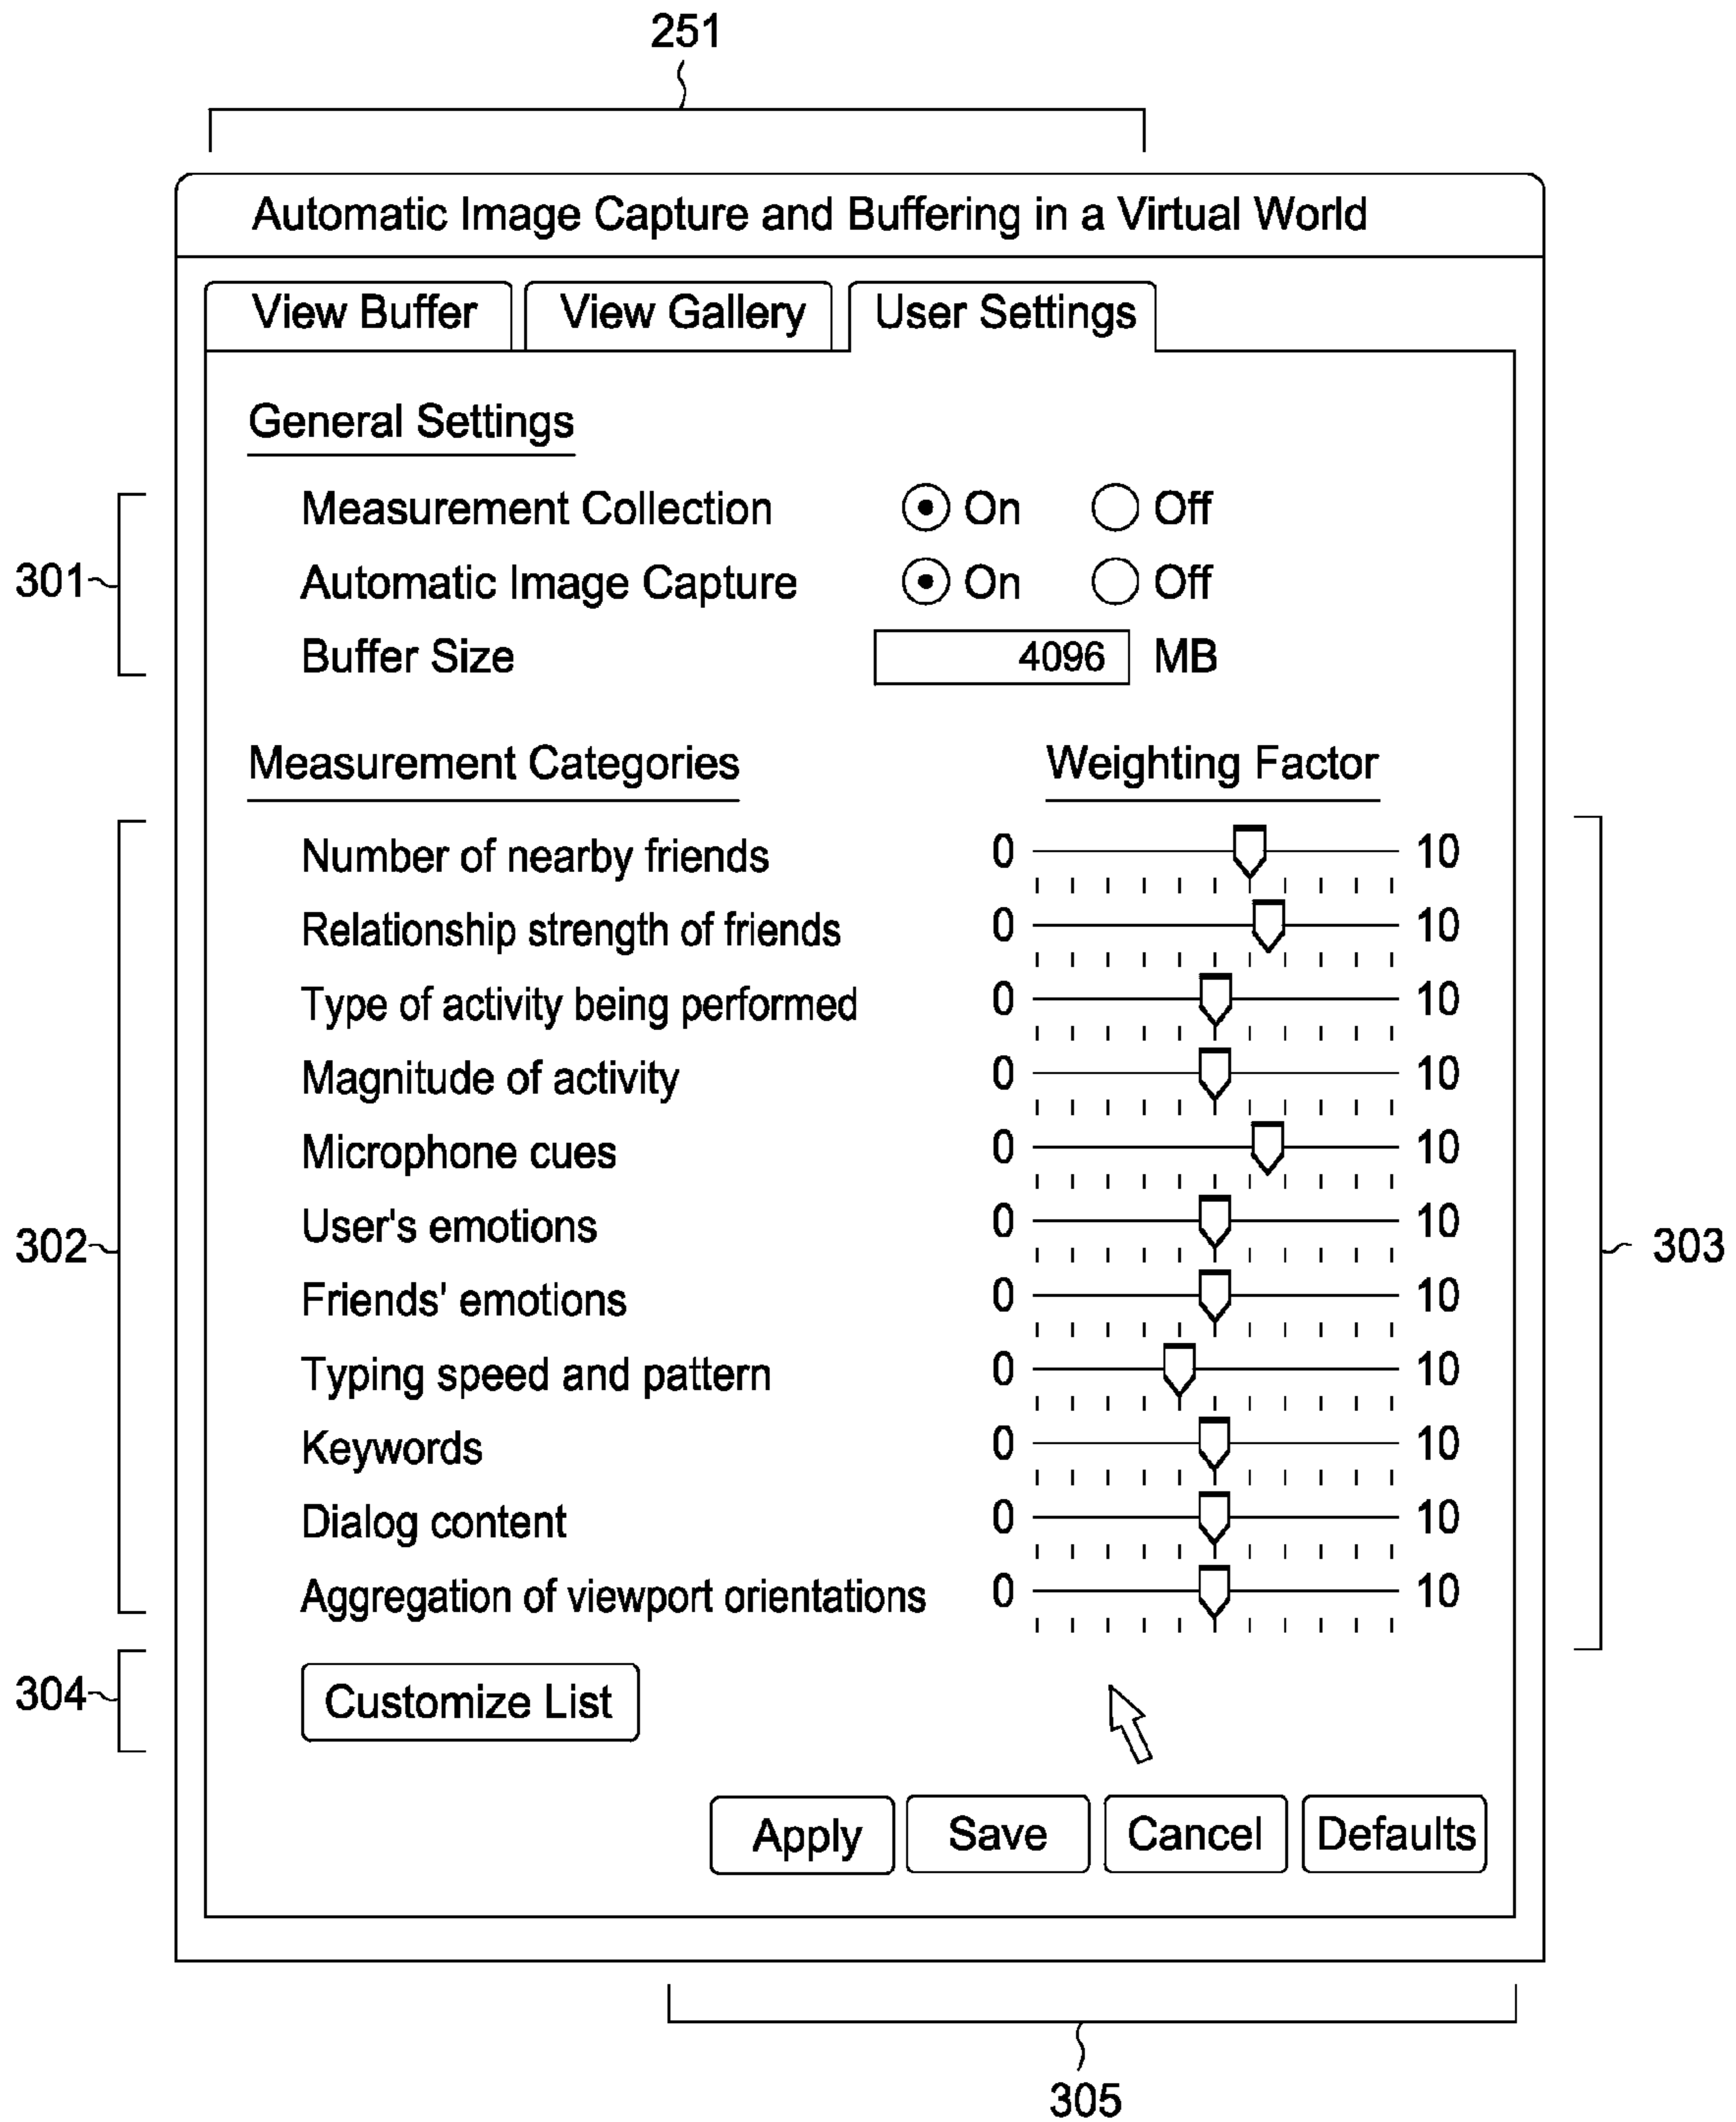 251
Automatic Image Capture and Buffering in a Virtual World
View Buffer View Gallery User Settings
General Settings
Measurement Collection On Off
301 Automatic Image Capture On Off
Buffer Size 4096 MB
Measurement Categories Weighting Factor
Number of nearby friends 0 10
Relationship strength of friends 0 10
Type of activity being performed 0 10
Magnitude of activity 0 10
Microphone cues 0 10
302 User's emotions 0 10 303
Friends' emotions 0 10
Typing speed and pattern 0 10
Keywords 0 10
Dialog content 0 10
Aggregation of viewport orientations 0 10
304 Customize List
Apply Save Cancel Defaults
305